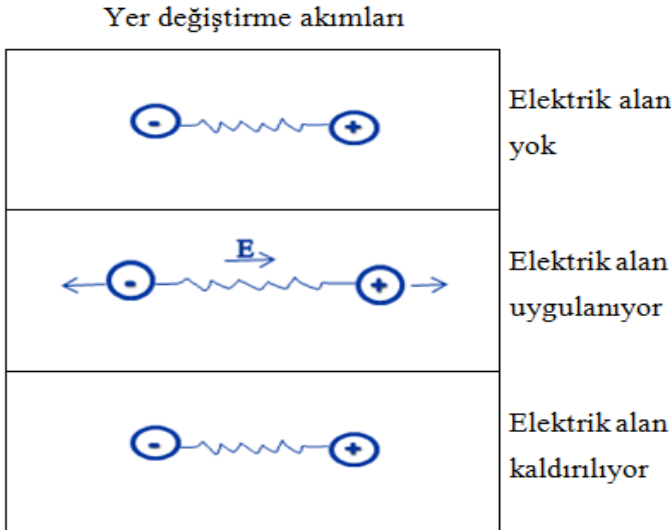 Yer değiştirme akımları
- +
Elektrik alan
yok
E
- +
Elektrik alan
uygulanıyor
- +
Elektrik alan
kaldırılıyor